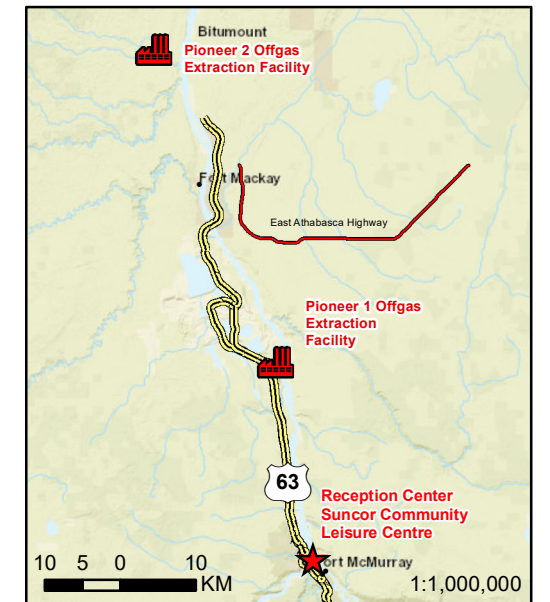 Bitumount
Pioneer 2 Offgas
Extraction Facility
Fort Mackay
East Athabasca Highway
Pioneer 1 Offgas
Extraction
Facility
63
Reception Center
Suncor Community
Leisure Centre
ort McMurray
10 5 0 10
KM
1:1,000,000